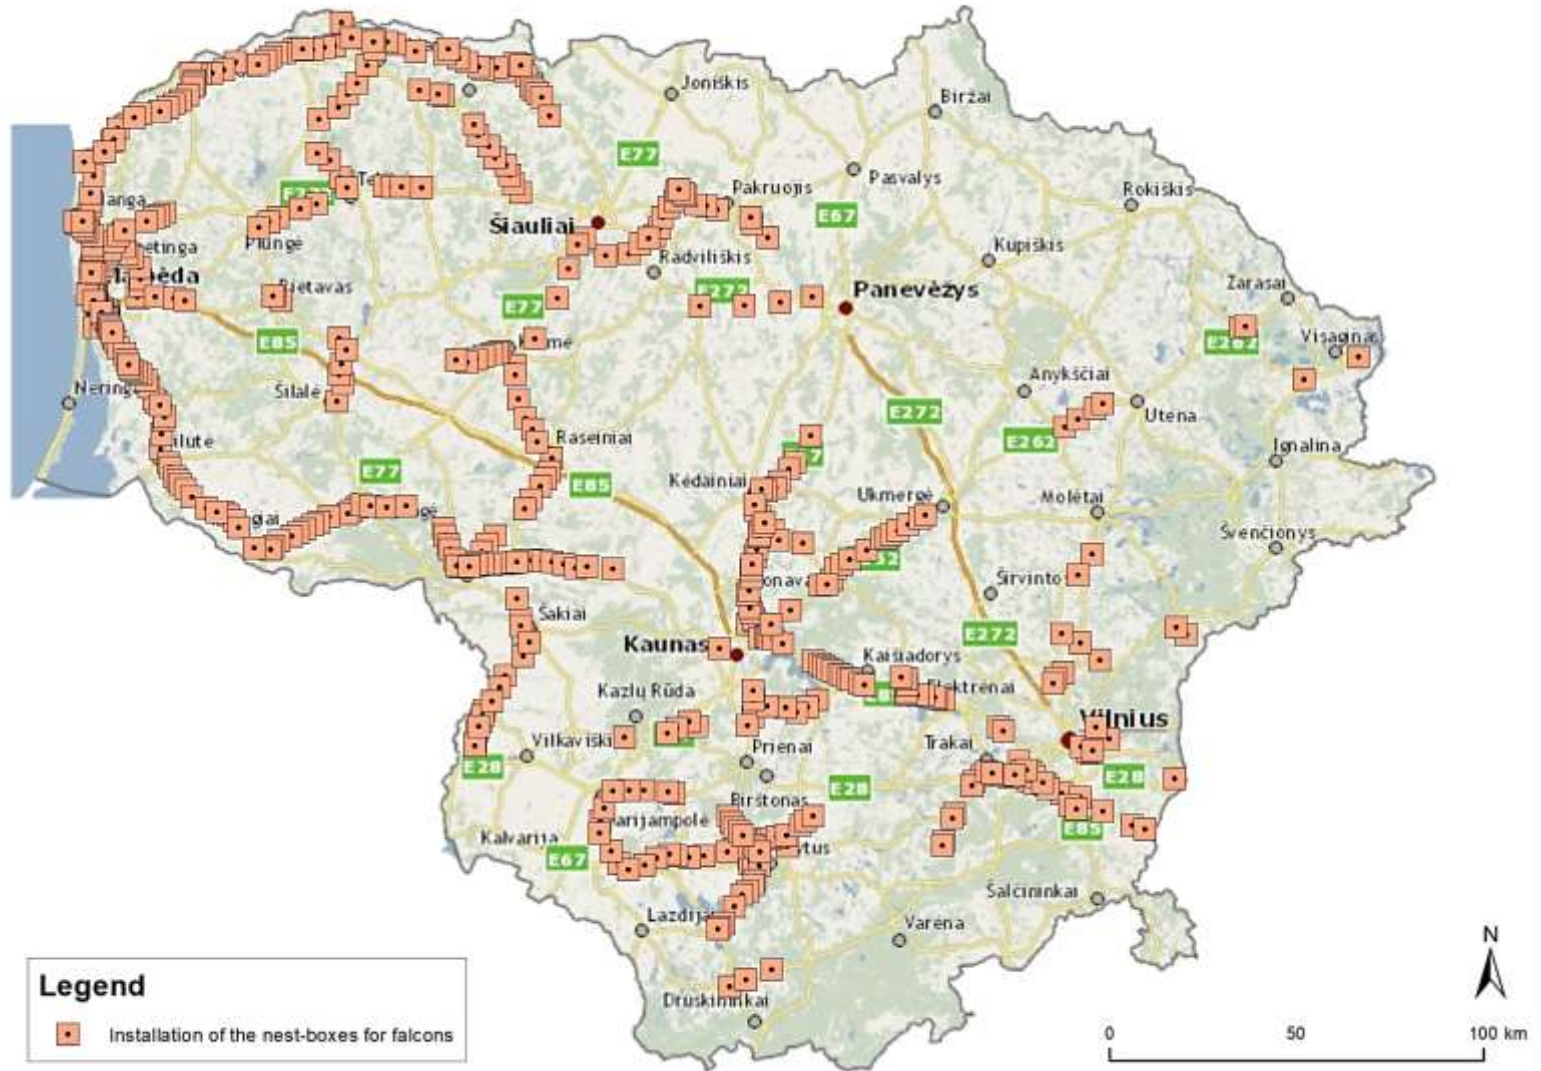 Joniškis
Biržai
E77
Pasvalys
Pakruojis
Rokiškis
E67
Šiauliai
Plungė
Kupiškis
Radviliškis
Zarasai
E272
E77
Panevėžys
Visaginas
E85
Anykščiai
Neringa
Šilalė
E272
Utena
E262
Raseiniai
Ignalina
E77
Kėdainiai
E85
Ukmergė
Molėtai
Švenčionys
Šakiai
E272
Kaunas
Kaišiadorys
Kazlų Rūda
Vilnius
Trakai
Prienai
E28
E28
E28
Birštonas
Kalvarija
E85
E67
Šalčininkai
Varėna
Druskininkai
N
Legend
Installation of the nest-boxes for falcons
0 50 100 km